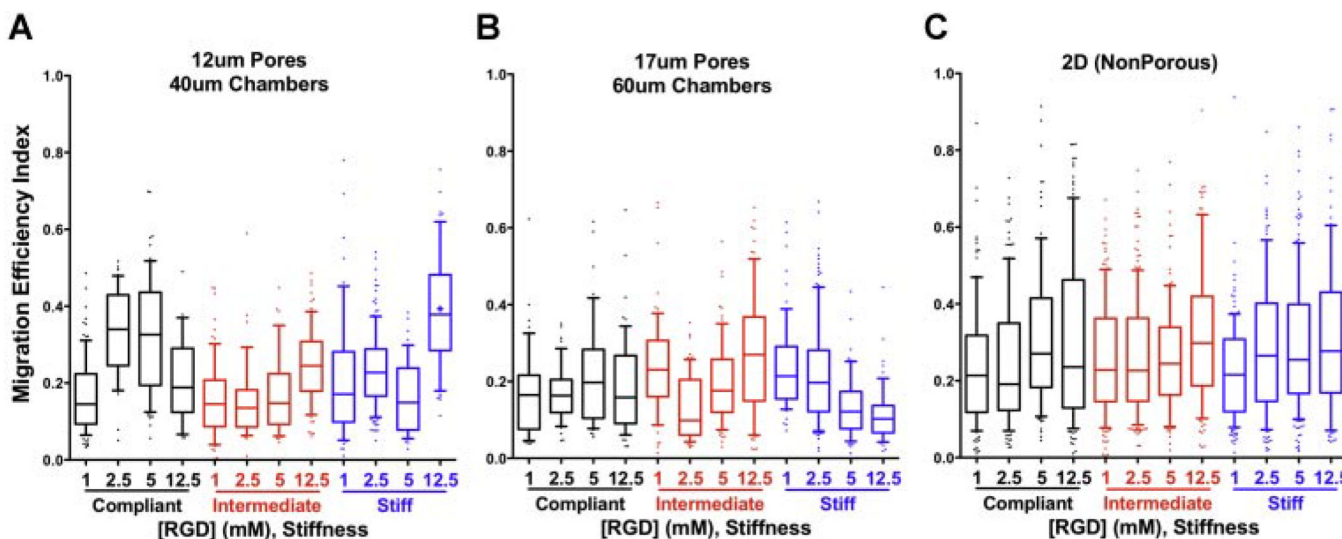 A
12um Pores
40um Chambers
Migration Efficiency Index
1.0
0.8
0.6
0.4
0.2
0.0
1 2.5 5 12.5 1 2.5 5 12.5 1 2.5 5 12.5
Compliant Intermediate Stiff
[RGD] (mM), Stiffness
B
17um Pores
60um Chambers
1.0
0.8
0.6
0.4
0.2
0.0
1 2.5 5 12.5 1 2.5 5 12.5 1 2.5 5 12.5
Compliant Intermediate Stiff
[RGD] (mM), Stiffness
C
2D (NonPorous)
1.0
0.8
0.6
0.4
0.2
0.0
1 2.5 5 12.5 1 2.5 5 12.5 1 2.5 5 12.5
Compliant Intermediate Stiff
[RGD] (mM), Stiffness